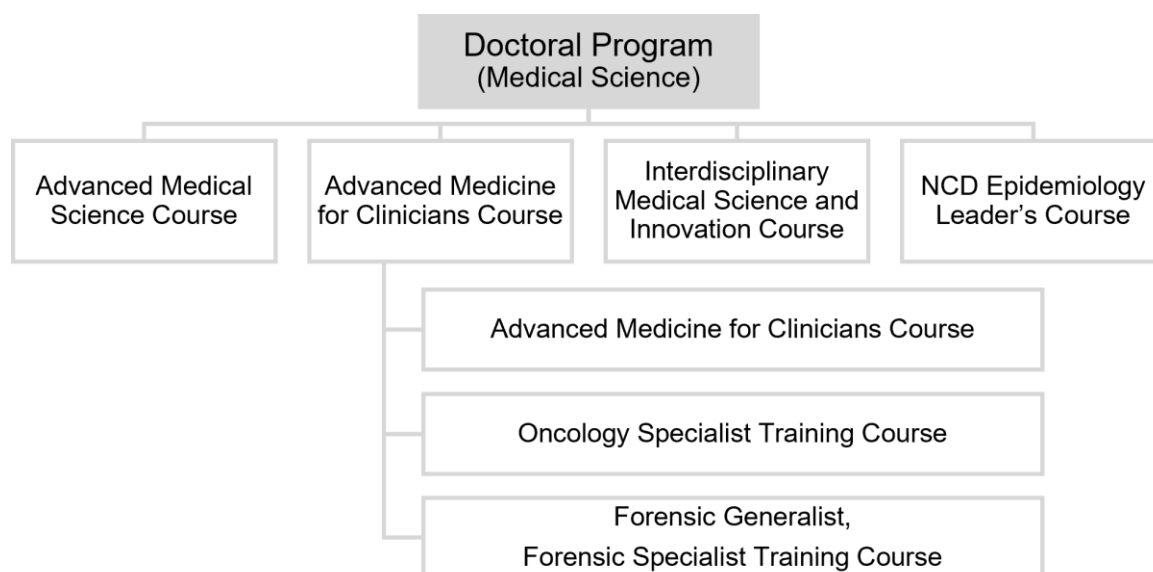 Doctoral Program
(Medical Science)
Advanced Medical
Science Course
Advanced Medicine
for Clinicians Course
Interdisciplinary
Medical Science and
Innovation Course
NCD Epidemiology
Leader’s Course
Advanced Medicine for Clinicians Course
Oncology Specialist Training Course
Forensic Generalist,
Forensic Specialist Training Course